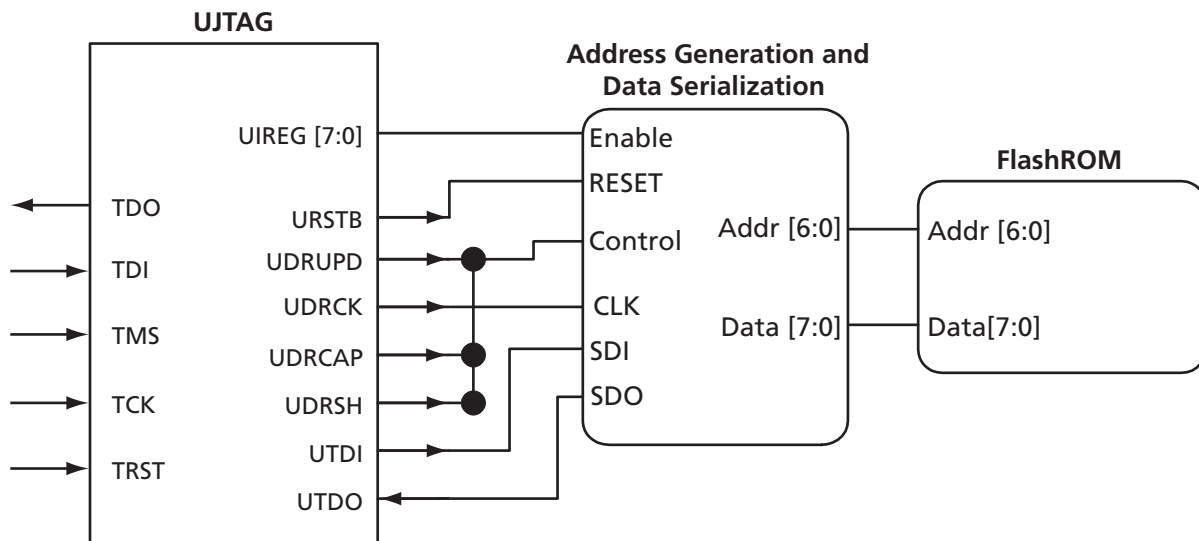 UJTAG
TDO
TDI
TMS
TCK
TRST
UIREG [7:0]
URSTB
UDRUPD
UDRCK
UDRCAP
UDRSH
UTDI
UTDO
Address Generation and
Data Serialization
Enable
RESET
Control
CLK
SDI
SDO
Addr [6:0]
Data [7:0]
FlashROM
Addr [6:0]
Data[7:0]